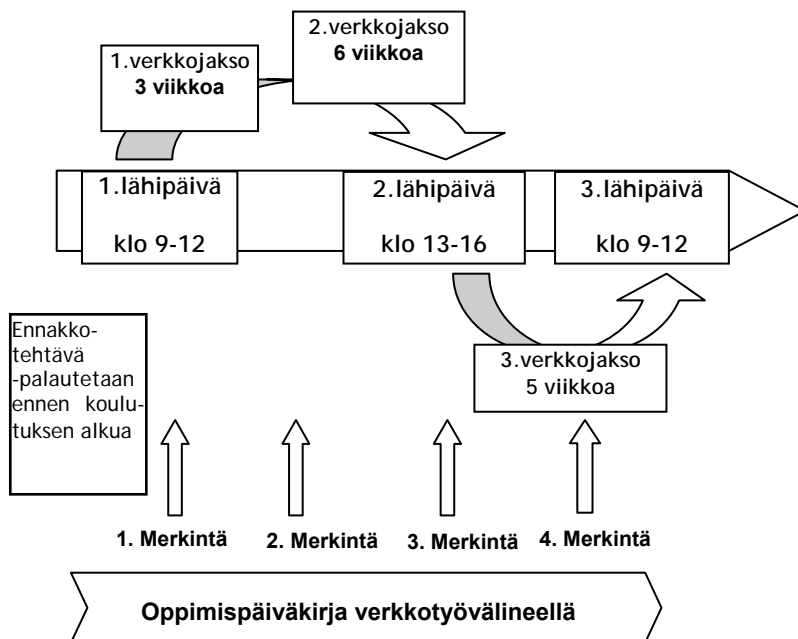 1.verkkojakso
3 viikkoa
2.verkkojakso
6 viikkoa
1.lähipäivä
klo 9-12
2.lähipäivä
klo 13-16
3.lähipäivä
klo 9-12
Ennakko-
tehtävä
-palautetaan
ennen koulu-
tuksen alkua
3.verkkojakso
5 viikkoa
1. Merkintä
2. Merkintä
3. Merkintä
4. Merkintä
Oppimispäiväkirja verkkotyövälineellä